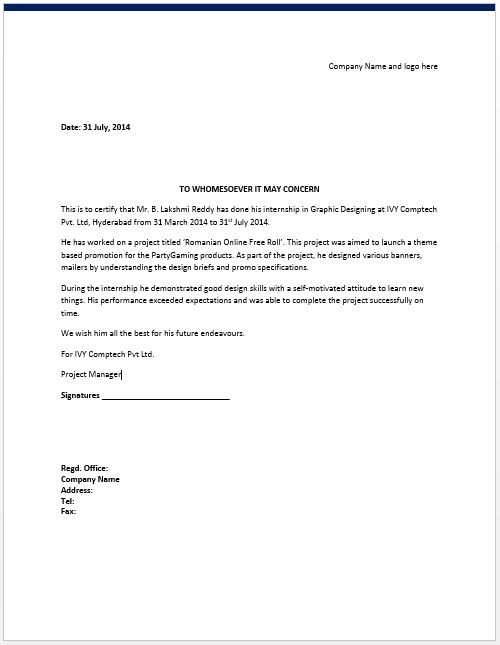 Company Name and logo here
Date: 31 July, 2014
TO WHOMESOEVER IT MAY CONCERN
This is to certify that Mr. B. Lakshmi Reddy has done his internship in Graphic Designing at IVY Comptech
Pvt. Ltd, Hyderabad from 31 March 2014 to 31st July 2014.
He has worked on a project titled ‘Romanian Online Free Roll’. This project was aimed to launch a theme
based promotion for the PartyGaming products. As part of the project, he designed various banners,
mailers by understanding the design briefs and promo specifications.
During the internship he demonstrated good design skills with a self-motivated attitude to learn new
things. His performance exceeded expectations and was able to complete the project successfully on
time.
We wish him all the best for his future endeavours.
For IVY Comptech Pvt Ltd.
Project Manager
Signatures ______________________________
Regd. Office:
Company Name
Address:
Tel:
Fax: